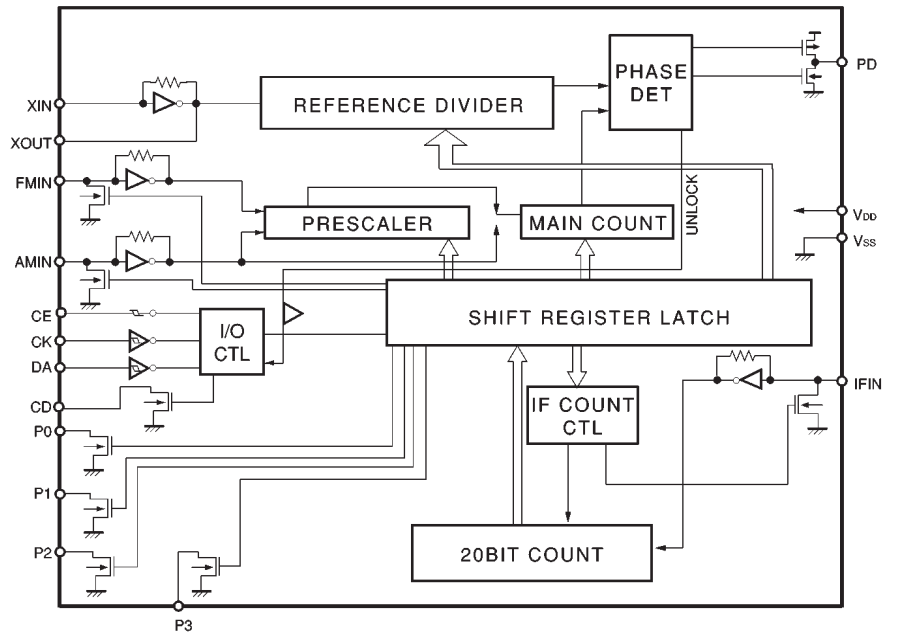 PHASE
DET
PD
XIN
REFERENCE DIVIDER
XOUT
FMIN
UNLOCK
PRESCALER
MAIN COUNT
VDD
VSS
AMIN
CE
SHIFT REGISTER LATCH
I/O
CTL
CK
DA
IFIN
CD
IF COUNT
CTL
P0
P1
P2
20BIT COUNT
P3